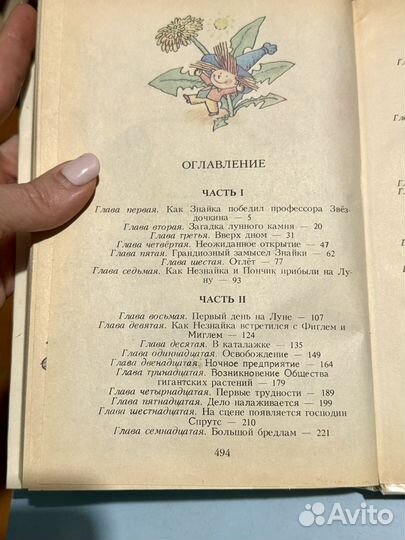 ОГЛАВЛЕНИЕ
ЧАСТЬ I
Глава первая. Как Знайка победил профессора Звёз-
дочкина — 5
Глава вторая. Загадка лунного камня — 20
Глава третья. Вверх дном — 31
Глава четвёртая. Неожиданное открытие — 47
Глава пятая. Грандиозный замысел Знайки — 62
Глава шестая. Отлёт — 77
Глава седьмая. Как Незнайка и Пончик прибыли на Лу-
ну — 93
ЧАСТЬ II
Глава восьмая. Первый день на Луне — 107
Глава девятая. Как Незнайка встретился с Фиглем и
Миглем — 124
Глава десятая. В каталажке — 135
Глава одиннадцатая. Освобождение — 149
Глава двенадцатая. Ночное предприятие — 164
Глава тринадцатая. Возникновение Общества
гигантских растений — 179
Глава четырнадцатая. Первые трудности — 189
Глава пятнадцатая. Дело налаживается — 199
Глава шестнадцатая. На сцене появляется господин
Спрутс — 210
Глава семнадцатая. Большой бредлам — 221
494
Avito